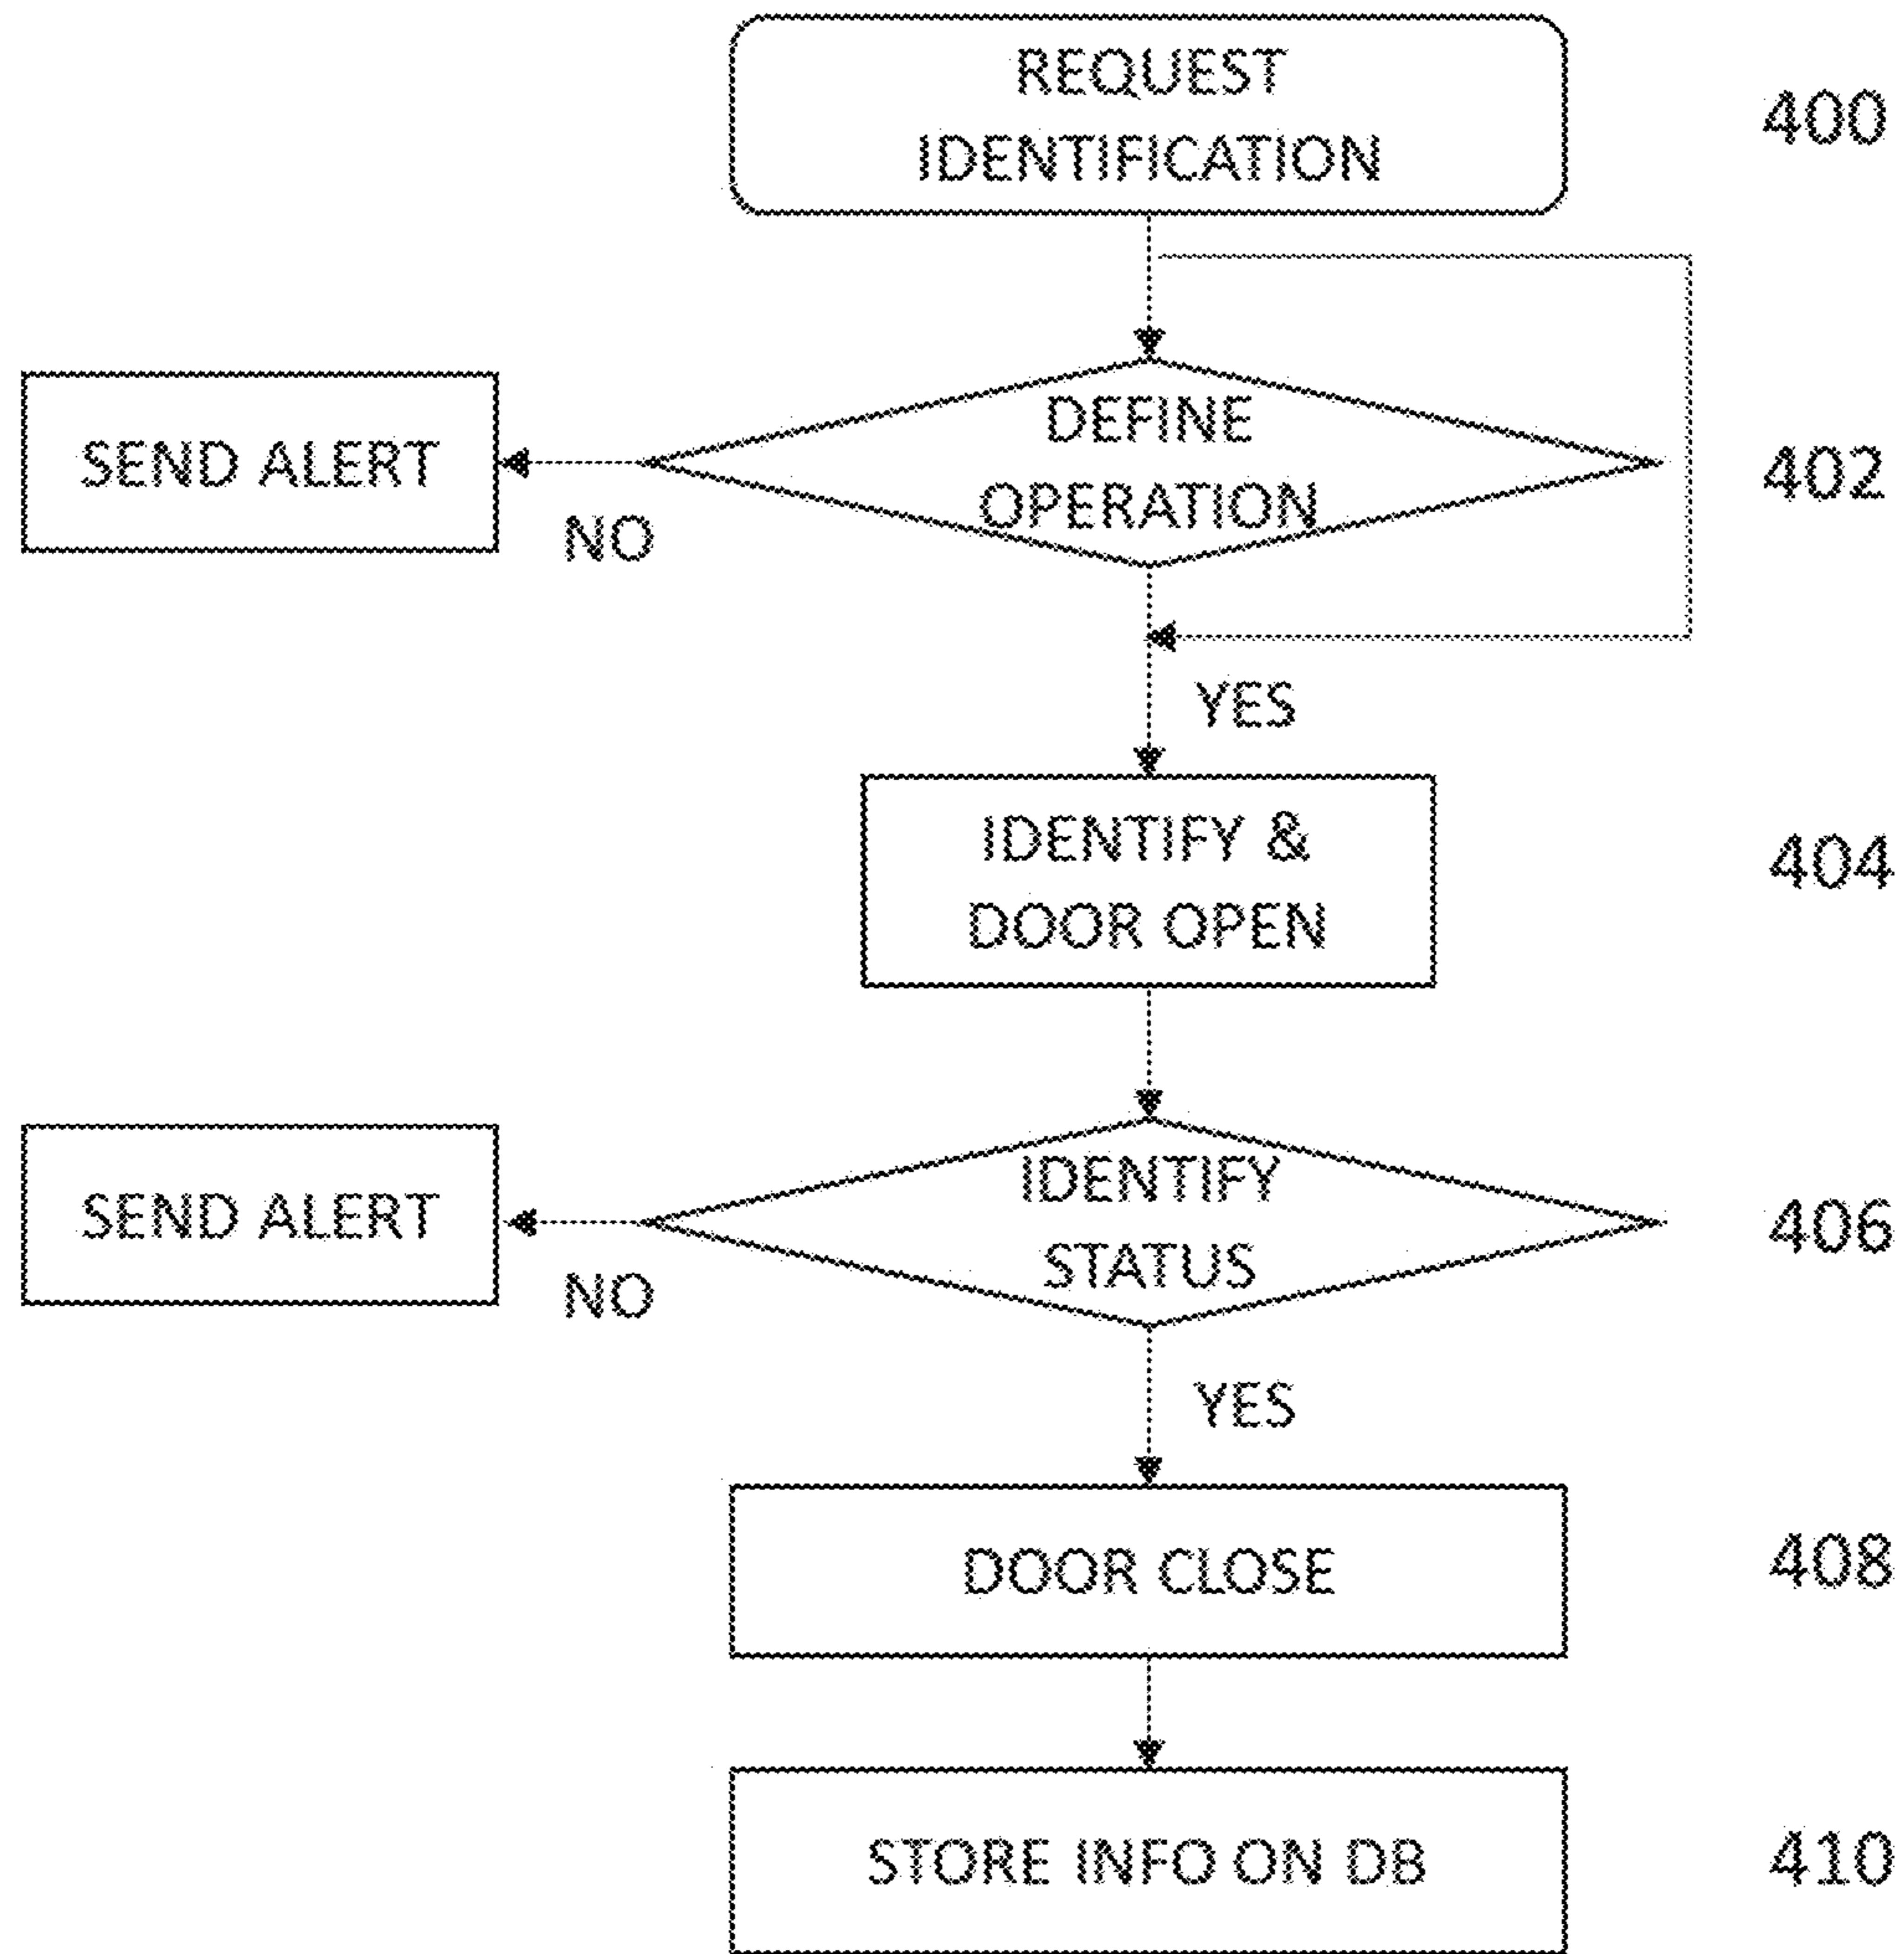 REQUEST
IDENTIFICATION
400
DEFINE
OPERATION
402
SEND ALERT
NO
YES
IDENTIFY &
DOOR OPEN
404
IDENTIFY
STATUS
406
SEND ALERT
NO
YES
DOOR CLOSE
408
STORE INFO ON DB
410